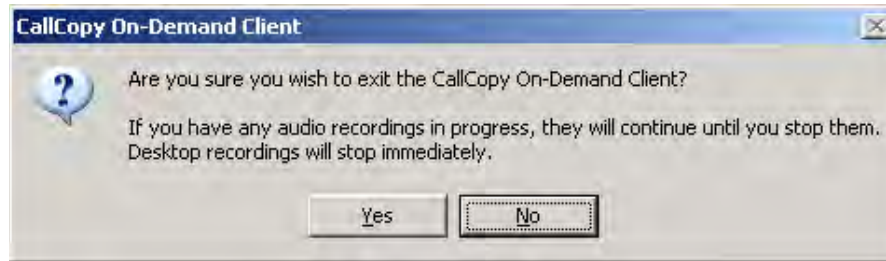 CallCopy On-Demand Client
Are you sure you wish to exit the CallCopy On-Demand Client?
If you have any audio recordings in progress, they will continue until you stop them.
Desktop recordings will stop immediately.
Yes
No